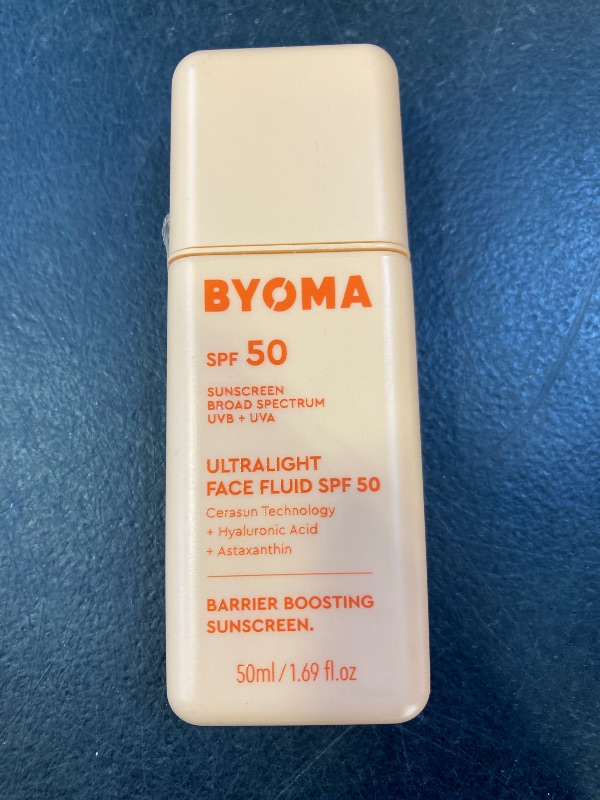 BYOMA
SPF 50
SUNSCREEN
BROAD SPECTRUM
UVB + UVA
ULTRALIGHT
FACE FLUID SPF 50
Cerasun Technology
+ Hyaluronic Acid
+ Astaxanthin
BARRIER BOOSTING
SUNSCREEN.
50ml / 1.69 fl.oz